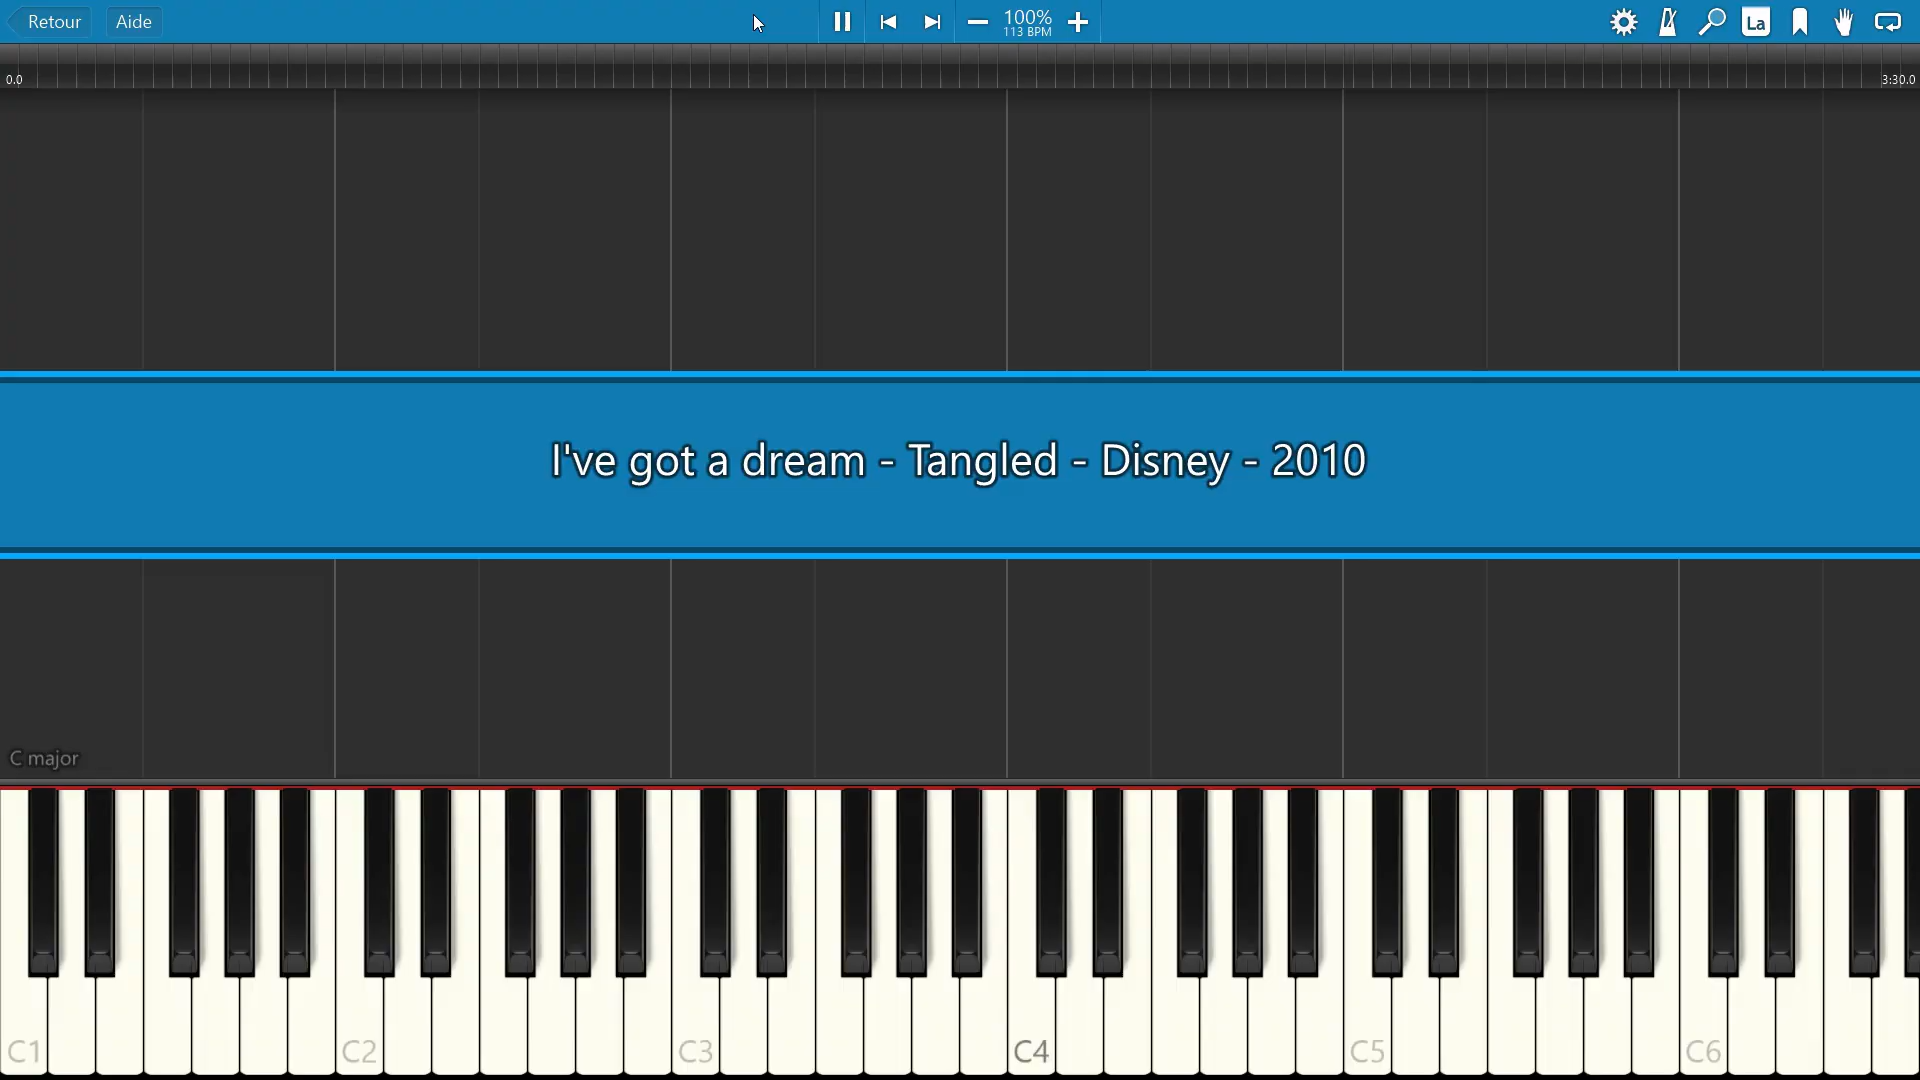 Retour
Aide
100%
113 BPM
La
0.0
3:30.0
I've got a dream - Tangled - Disney - 2010
C major
C1
C2
C3
C4
C5
C6